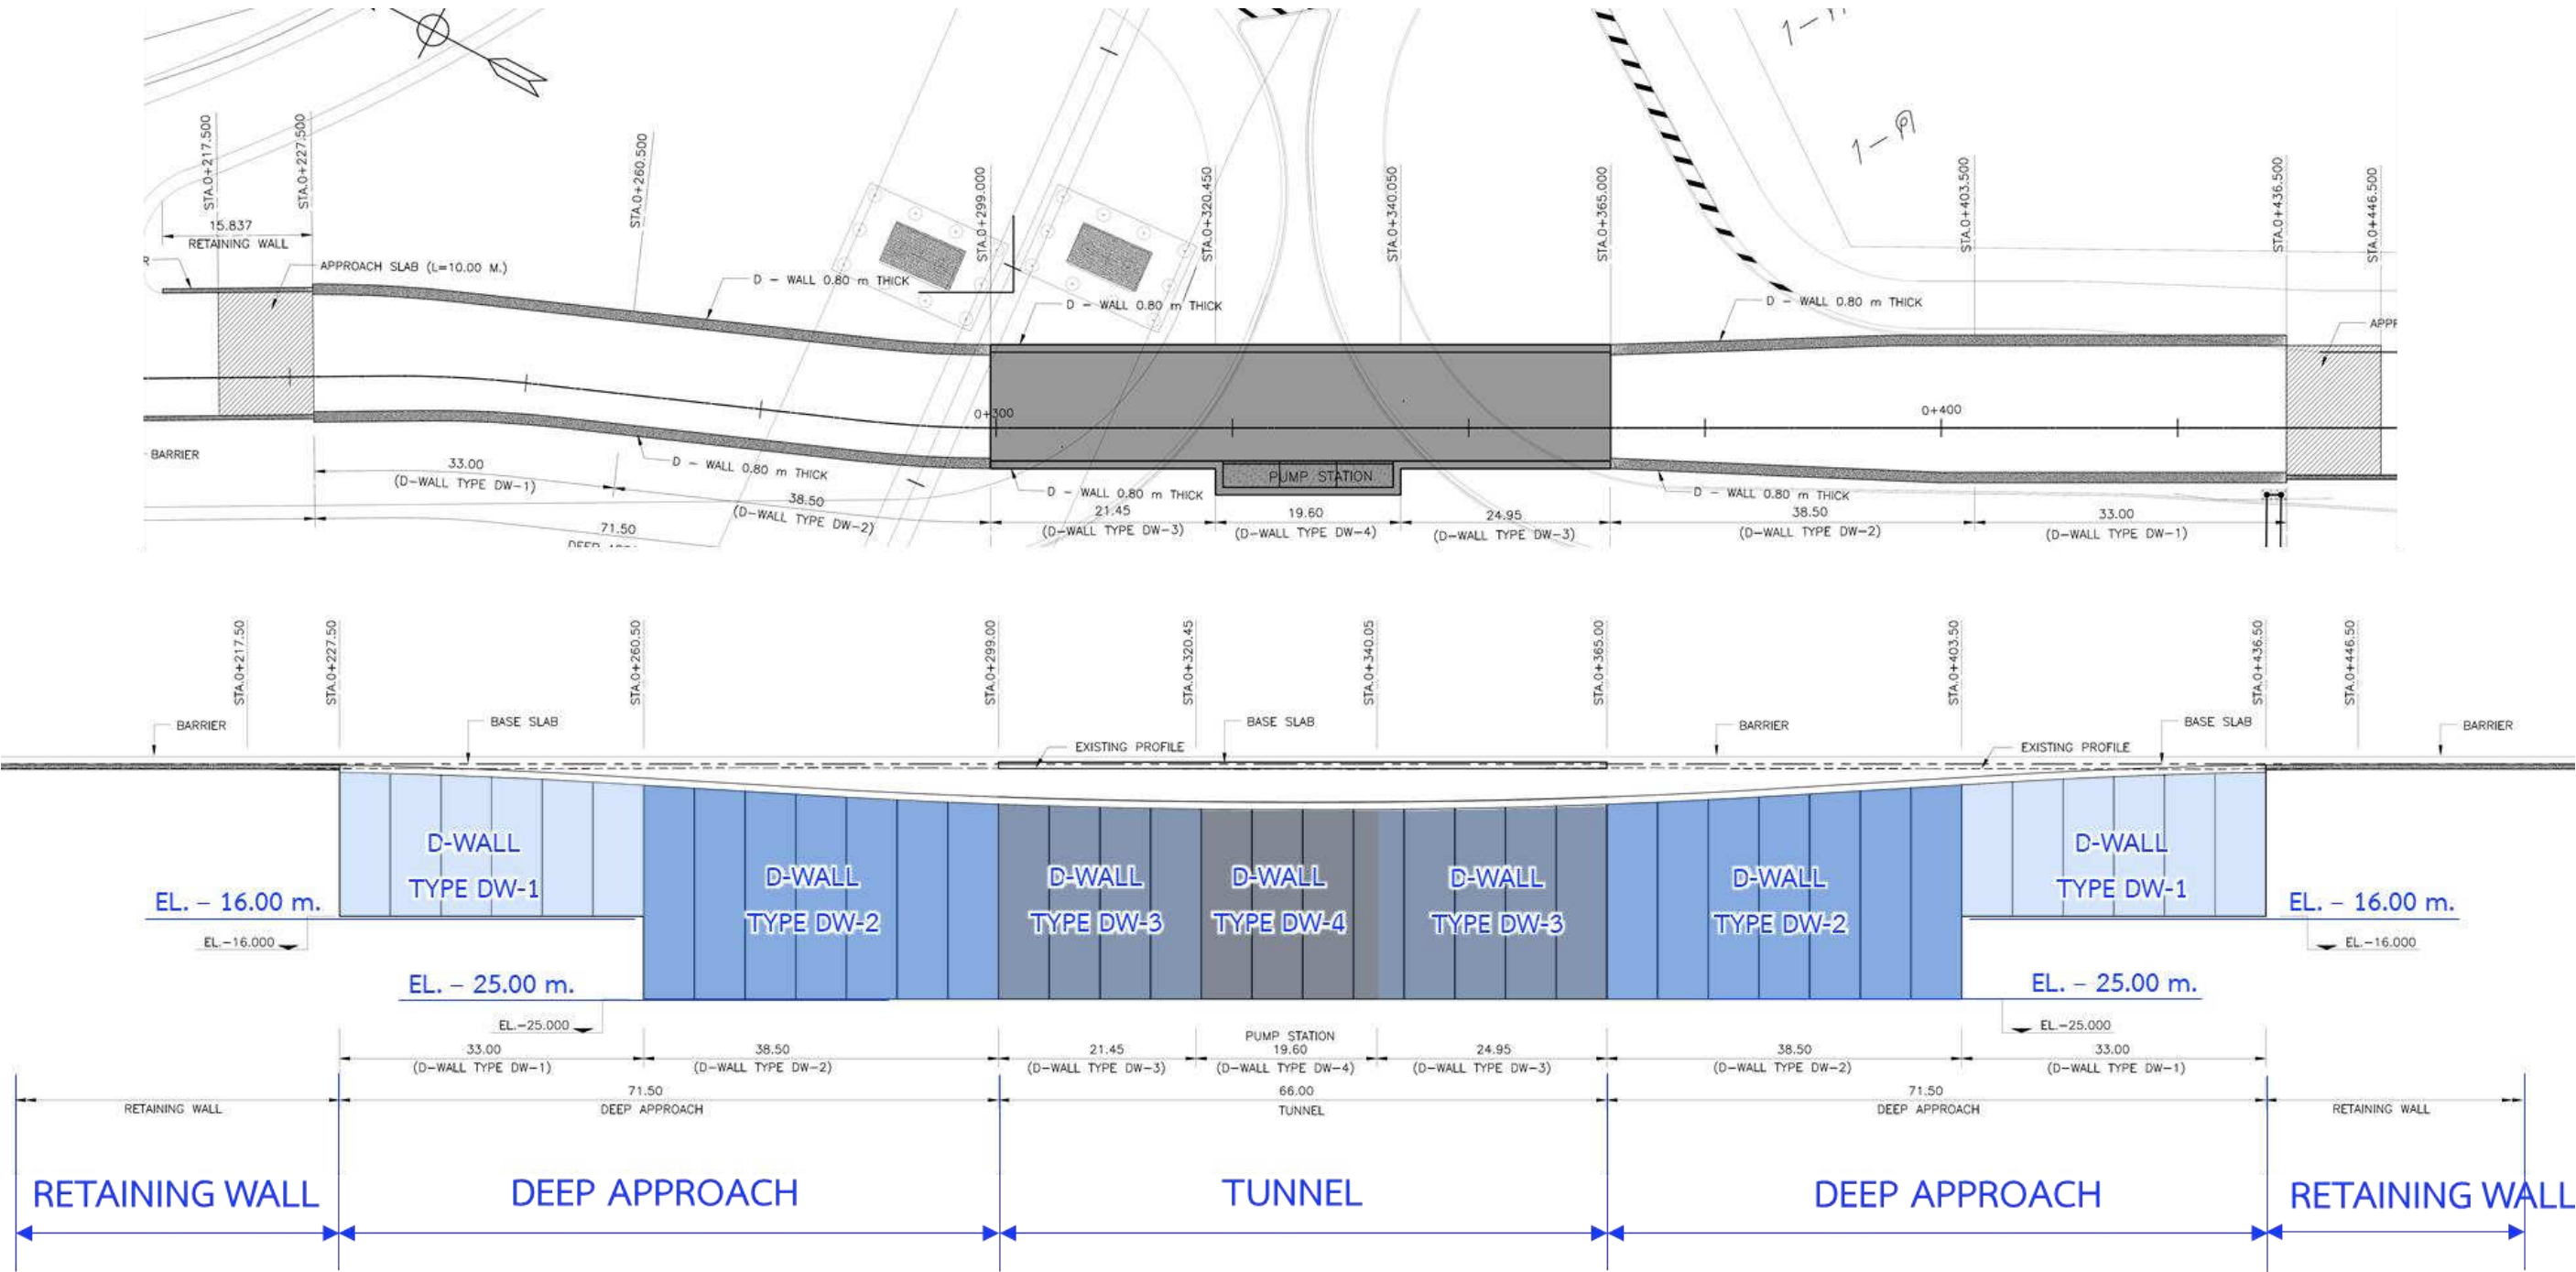 1-ค
STA.0+217.500
STA.0+227.500
STA.0+260.500
STA.0+299.000
STA.0+320.450
STA.0+340.050
STA.0+365.000
STA.0+403.500
STA.0+436.500
STA.0+446.500
15.837
RETAINING WALL
R
APPROACH SLAB (L=10.00 M.)
D - WALL 0.80 m THICK
D - WALL 0.80 m THICK
D - WALL 0.80 m THICK
APPR
0+300
0+400
BARRIER
33.00
(D-WALL TYPE DW-1)
D - WALL 0.80 m THICK
PUMP STATION
D - WALL 0.80 m THICK
D - WALL 0.80 m THICK
38.50
(D-WALL TYPE DW-2)
21.45
(D-WALL TYPE DW-3)
19.60
(D-WALL TYPE DW-4)
24.95
(D-WALL TYPE DW-3)
38.50
(D-WALL TYPE DW-2)
33.00
(D-WALL TYPE DW-1)
71.50
STA.0+217.50
STA.0+227.50
STA.0+260.50
STA.0+299.00
STA.0+320.45
STA.0+340.05
STA.0+365.00
STA.0+403.50
STA.0+436.50
STA.0+446.50
BARRIER
BASE SLAB
BASE SLAB
BARRIER
BASE SLAB
BARRIER
EXISTING PROFILE
EXISTING PROFILE
D-WALL
TYPE DW-1
D-WALL
TYPE DW-2
D-WALL
TYPE DW-3
D-WALL
TYPE DW-4
D-WALL
TYPE DW-3
D-WALL
TYPE DW-2
D-WALL
TYPE DW-1
EL. – 16.00 m.
EL. – 16.00 m.
EL.-16.000
EL.-16.000
EL. – 25.00 m.
EL. – 25.00 m.
EL.-25.000
EL.-25.000
33.00
(D-WALL TYPE DW-1)
38.50
(D-WALL TYPE DW-2)
21.45
(D-WALL TYPE DW-3)
PUMP STATION
19.60
(D-WALL TYPE DW-4)
24.95
(D-WALL TYPE DW-3)
38.50
(D-WALL TYPE DW-2)
33.00
(D-WALL TYPE DW-1)
RETAINING WALL
71.50
DEEP APPROACH
66.00
TUNNEL
71.50
DEEP APPROACH
RETAINING WALL
RETAINING WALL
DEEP APPROACH
TUNNEL
DEEP APPROACH
RETAINING WALL